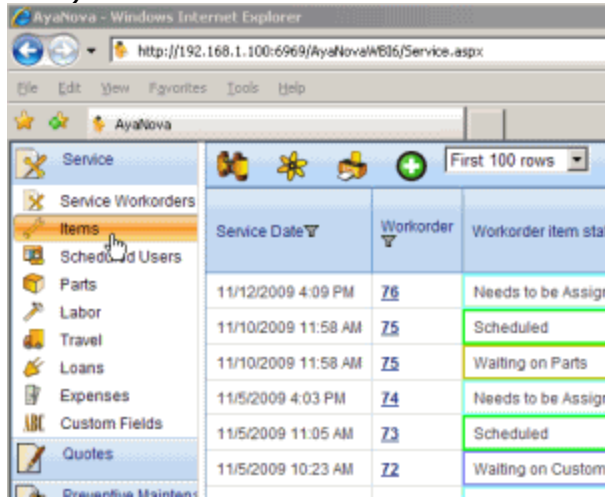 AyaNova - Windows Internet Explorer
http://192.168.1.100:6969/AyaNovaWBI6/Service.aspx
File Edit View Favorites Tools Help
AyaNova
Service
First 100 rows
Service Workorders
Items
Service Date
Workorder
Workorder item
Scheduled Users
Parts
11/12/2009 4:09 PM 76 Needs to be
Labor
11/10/2009 11:58 AM 75 Scheduled
Travel
11/10/2009 11:58 AM 75 Waiting on Parts
Loans
Expenses
11/5/2009 4:03 PM 74 Needs to be
Custom Fields
11/5/2009 11:05 AM 73 Scheduled
Quotes
11/5/2009 10:23 AM 72 Waiting on
Preventive